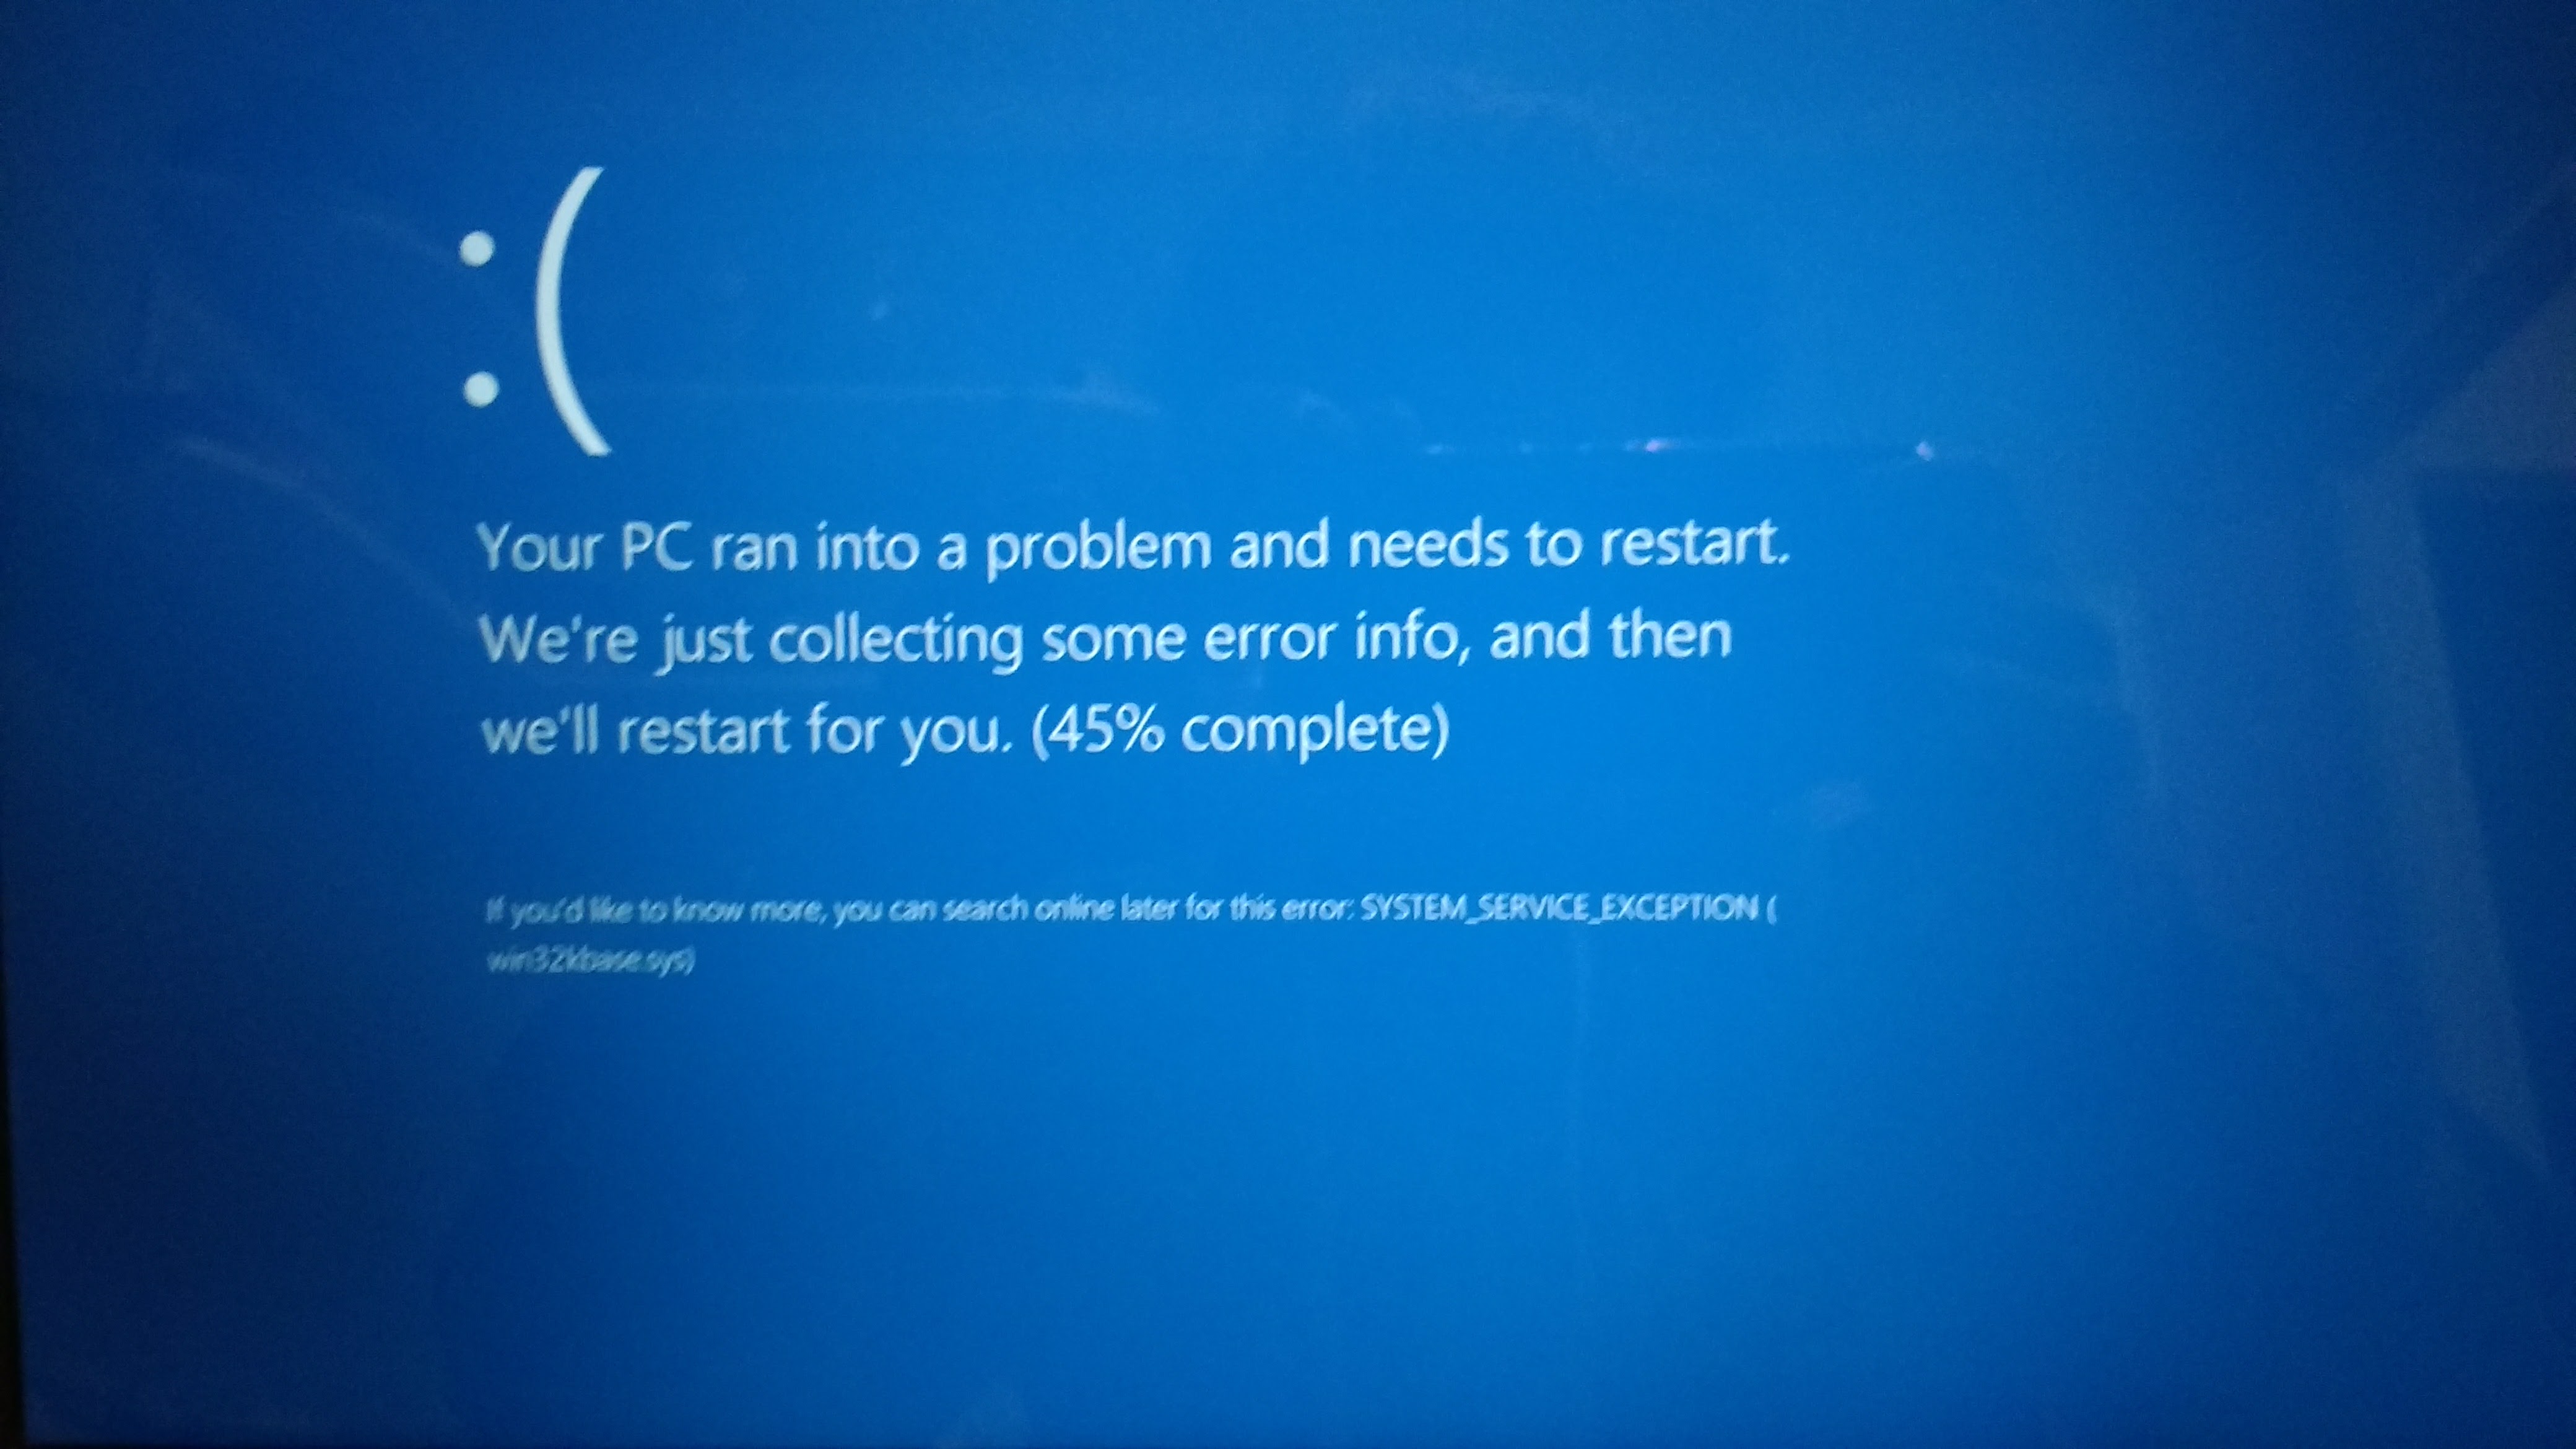 :(
Your PC ran into a problem and needs to restart.
We're just collecting some error info, and then
we'll restart for you. (45% complete)
If you'd like to know more, you can search online later for this error: SYSTEM_SERVICE_EXCEPTION (
win32kbase.sys)